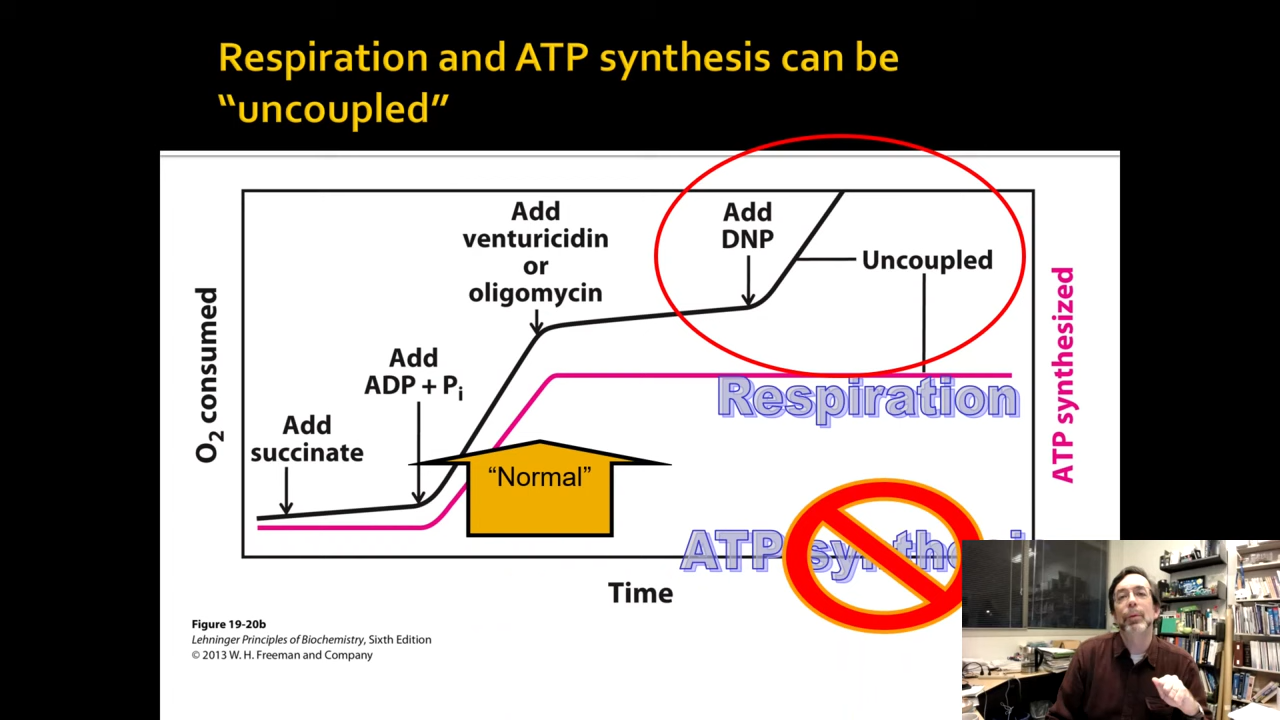 Respiration and ATP synthesis can be
“uncoupled”
Add
venturicidin
or
oligomycin
Add
DNP
Uncoupled
Add
ADP + Pi
Add
succinate
O2 consumed
ATP synthesized
Respiration
“Normal”
ATP
Time
Figure 19-20b
Lehninger Principles of Biochemistry, Sixth Edition
© 2013 W. H. Freeman and Company